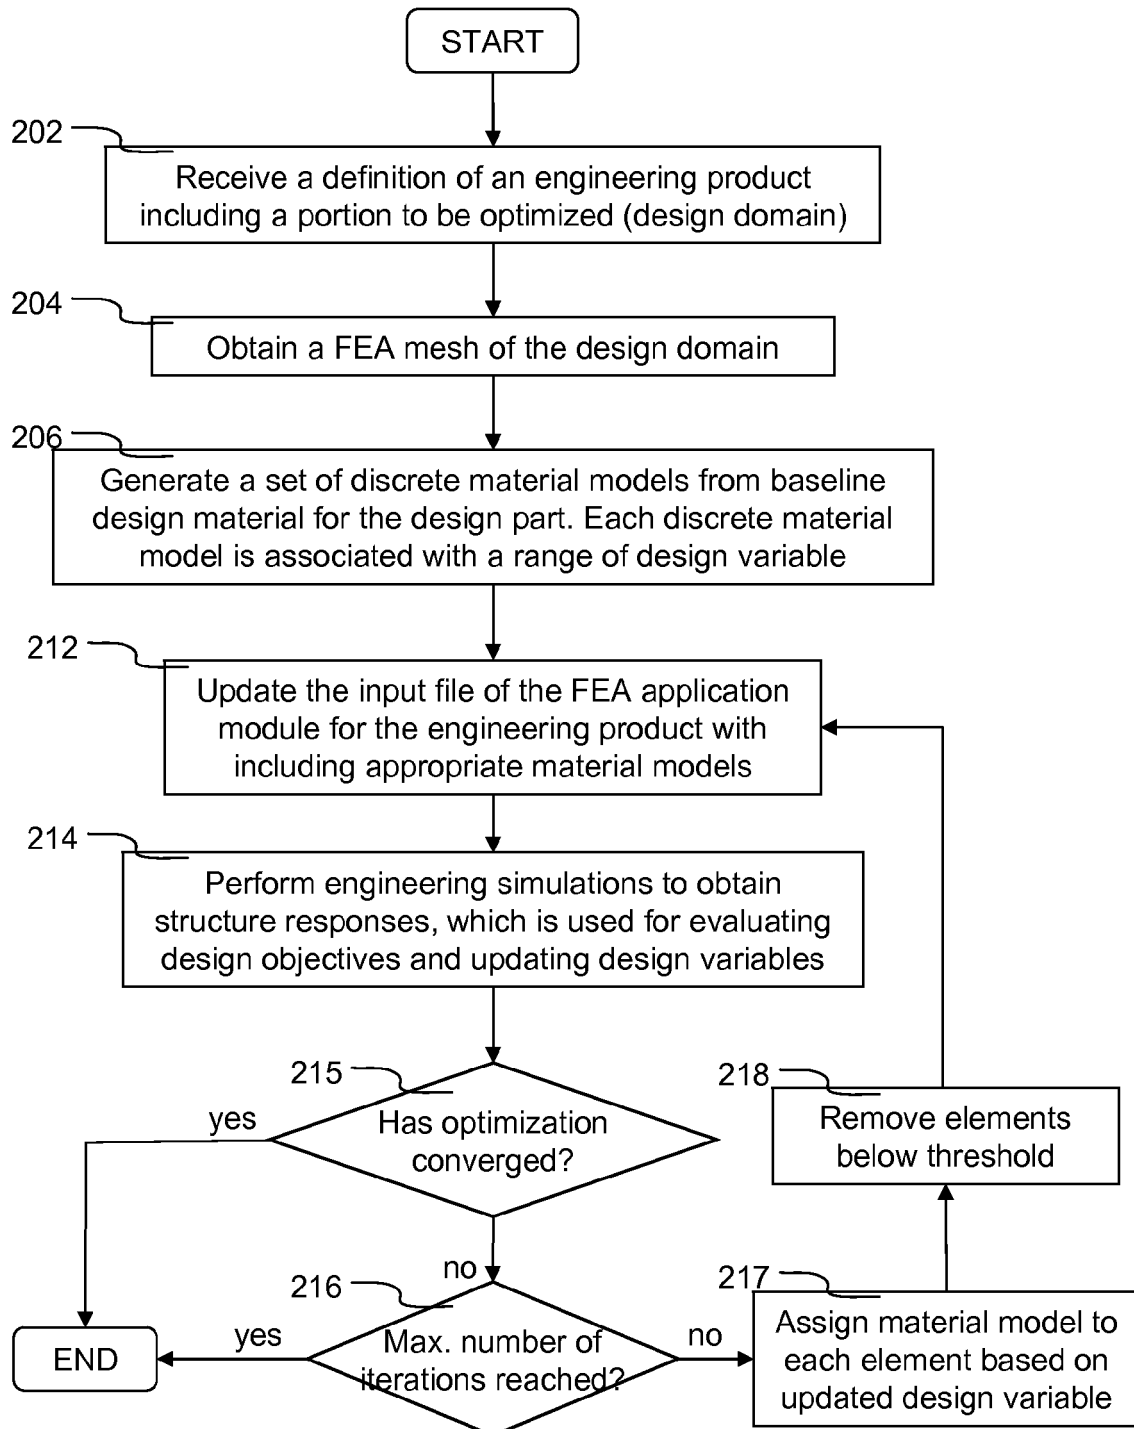 START
202
Receive a definition of an engineering product
including a portion to be optimized (design domain)
204
Obtain a FEA mesh of the design domain
206
Generate a set of discrete material models from baseline
design material for the design part. Each discrete material
model is associated with a range of design variable
212
Update the input file of the FEA application
module for the engineering product with
including appropriate material models
214
Perform engineering simulations to obtain
structure responses, which is used for evaluating
design objectives and updating design variables
215
Has optimization
converged?
yes
no
218
Remove elements
below threshold
216
Max. number of
iterations reached?
yes
no
217
Assign material model to
each element based on
updated design variable
END